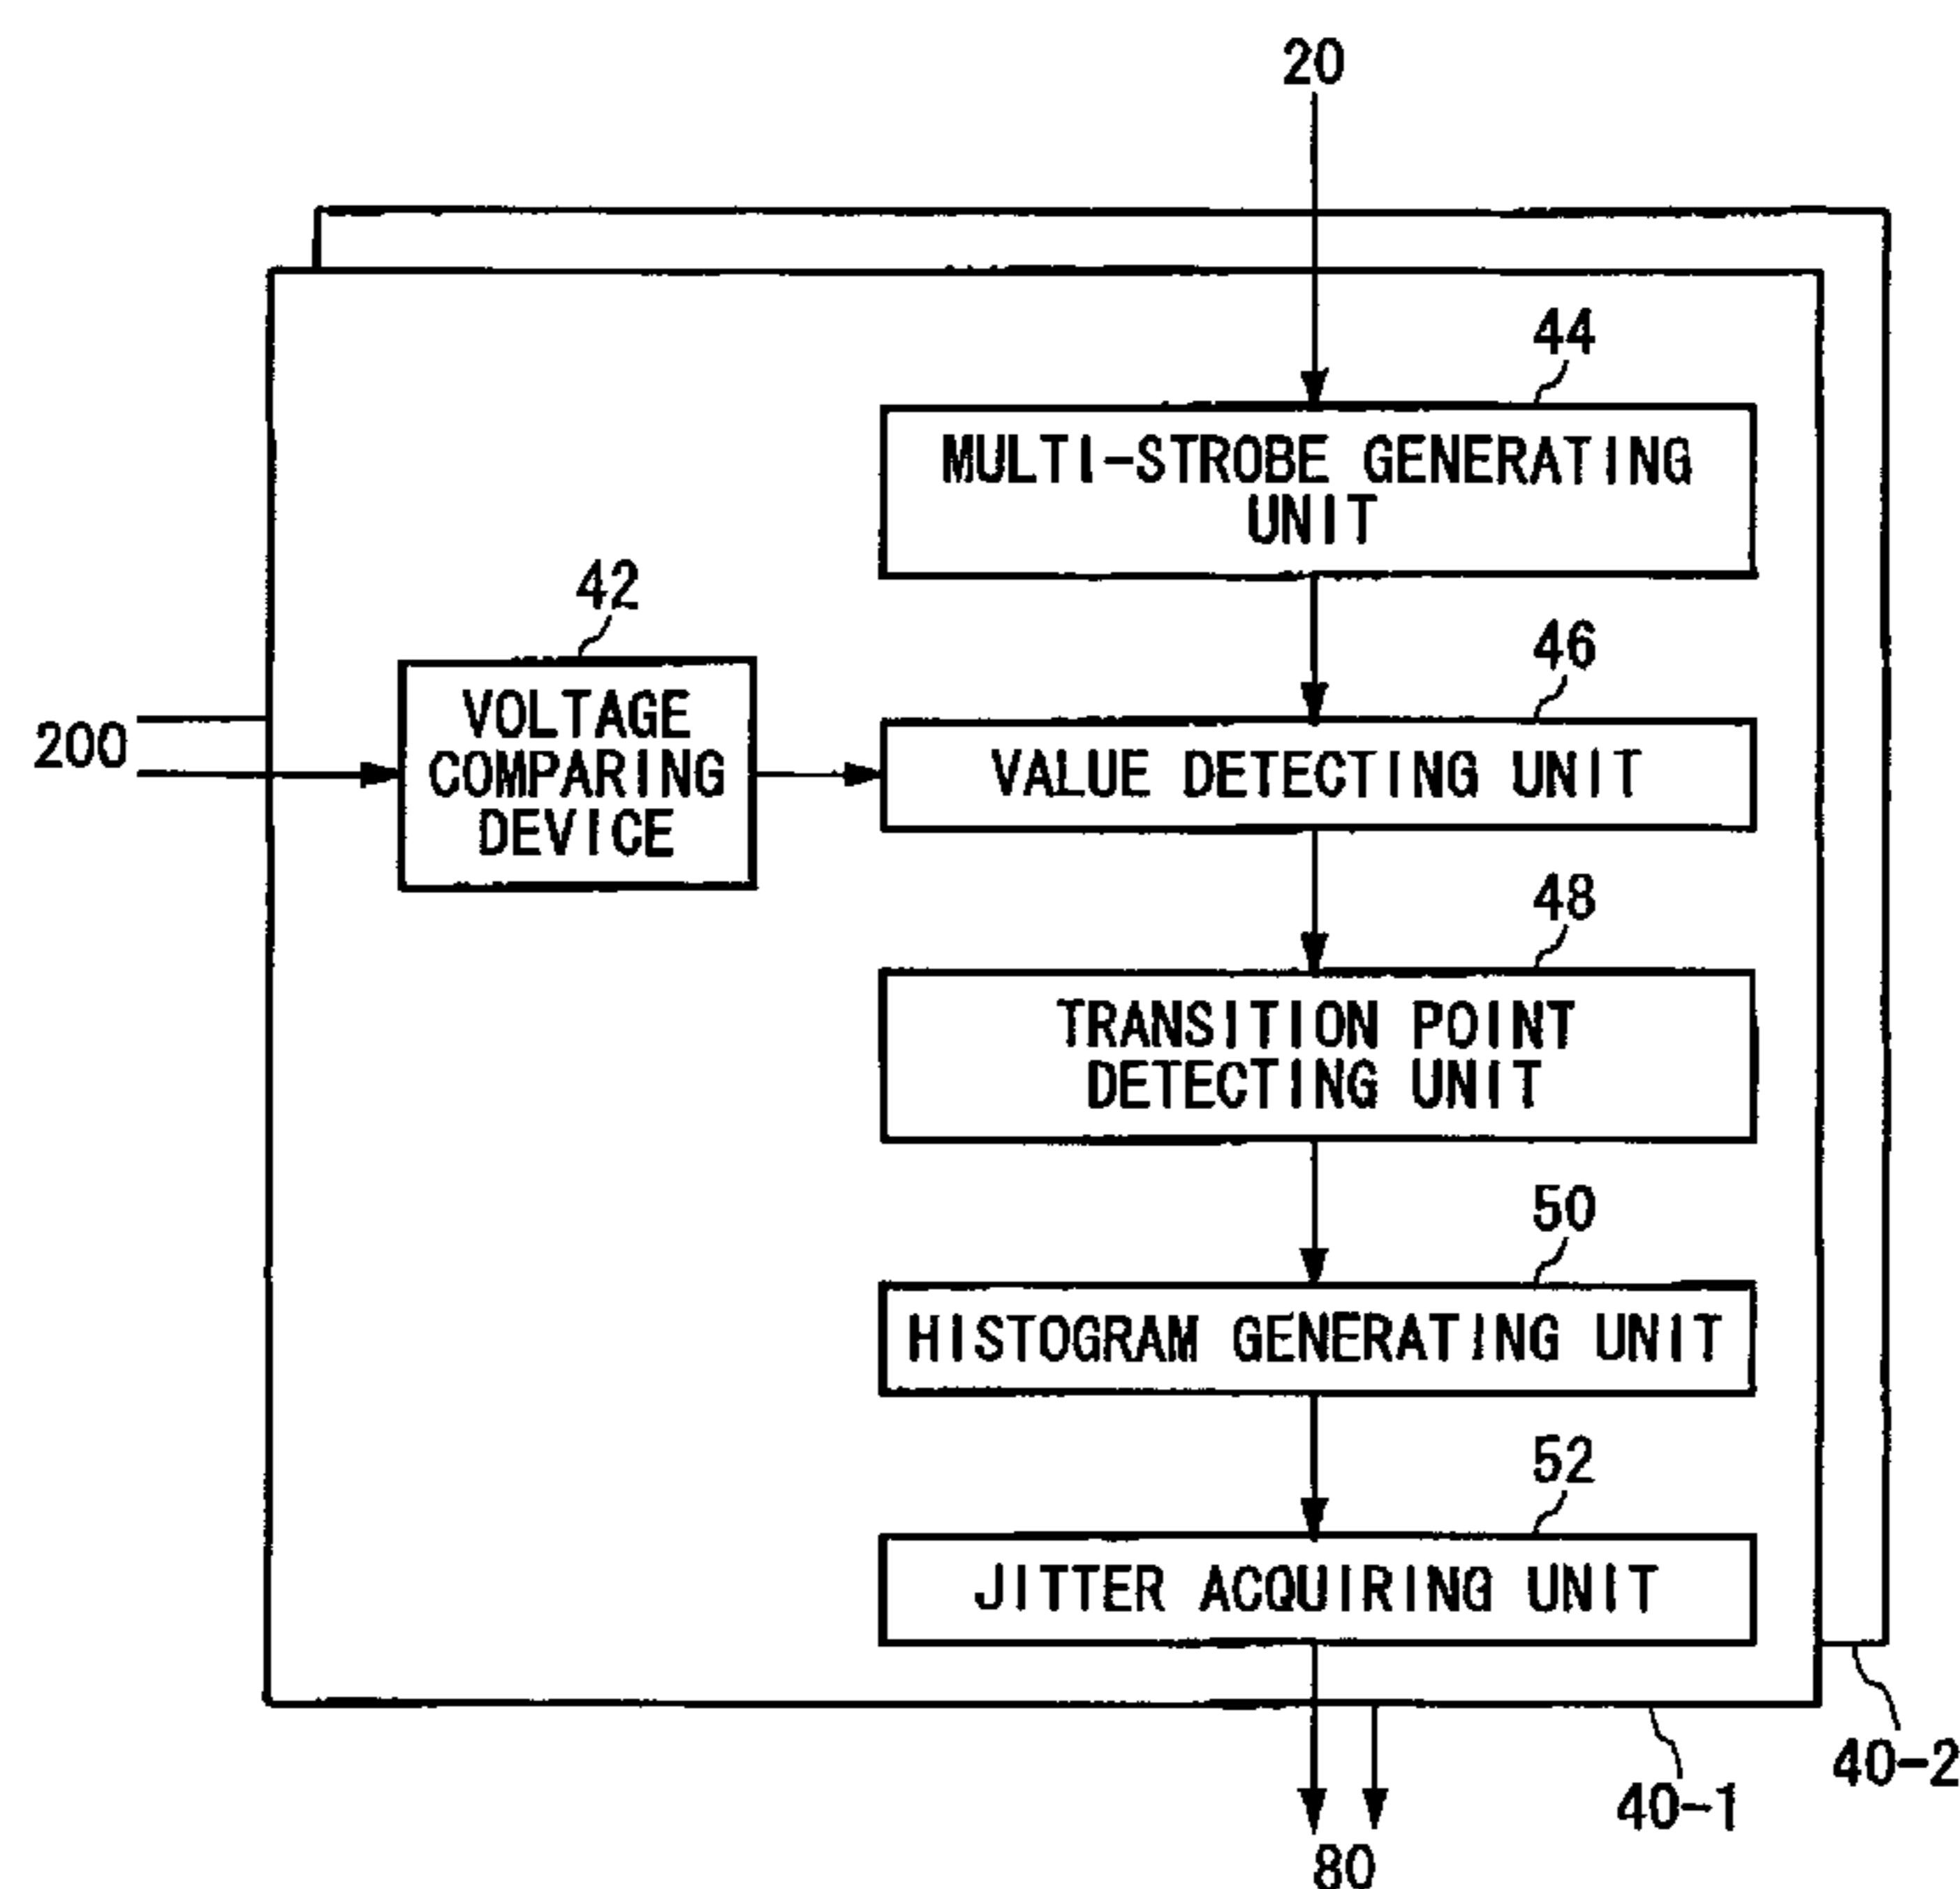 20
44
MULTI-STROBE GENERATING
UNIT
42
46
200
VOLTAGE
COMPARING
DEVICE
VALUE DETECTING UNIT
48
TRANSITION POINT
DETECTING UNIT
50
HISTOGRAM GENERATING UNIT
52
JITTER ACQUIRING UNIT
40-2
40-1
80